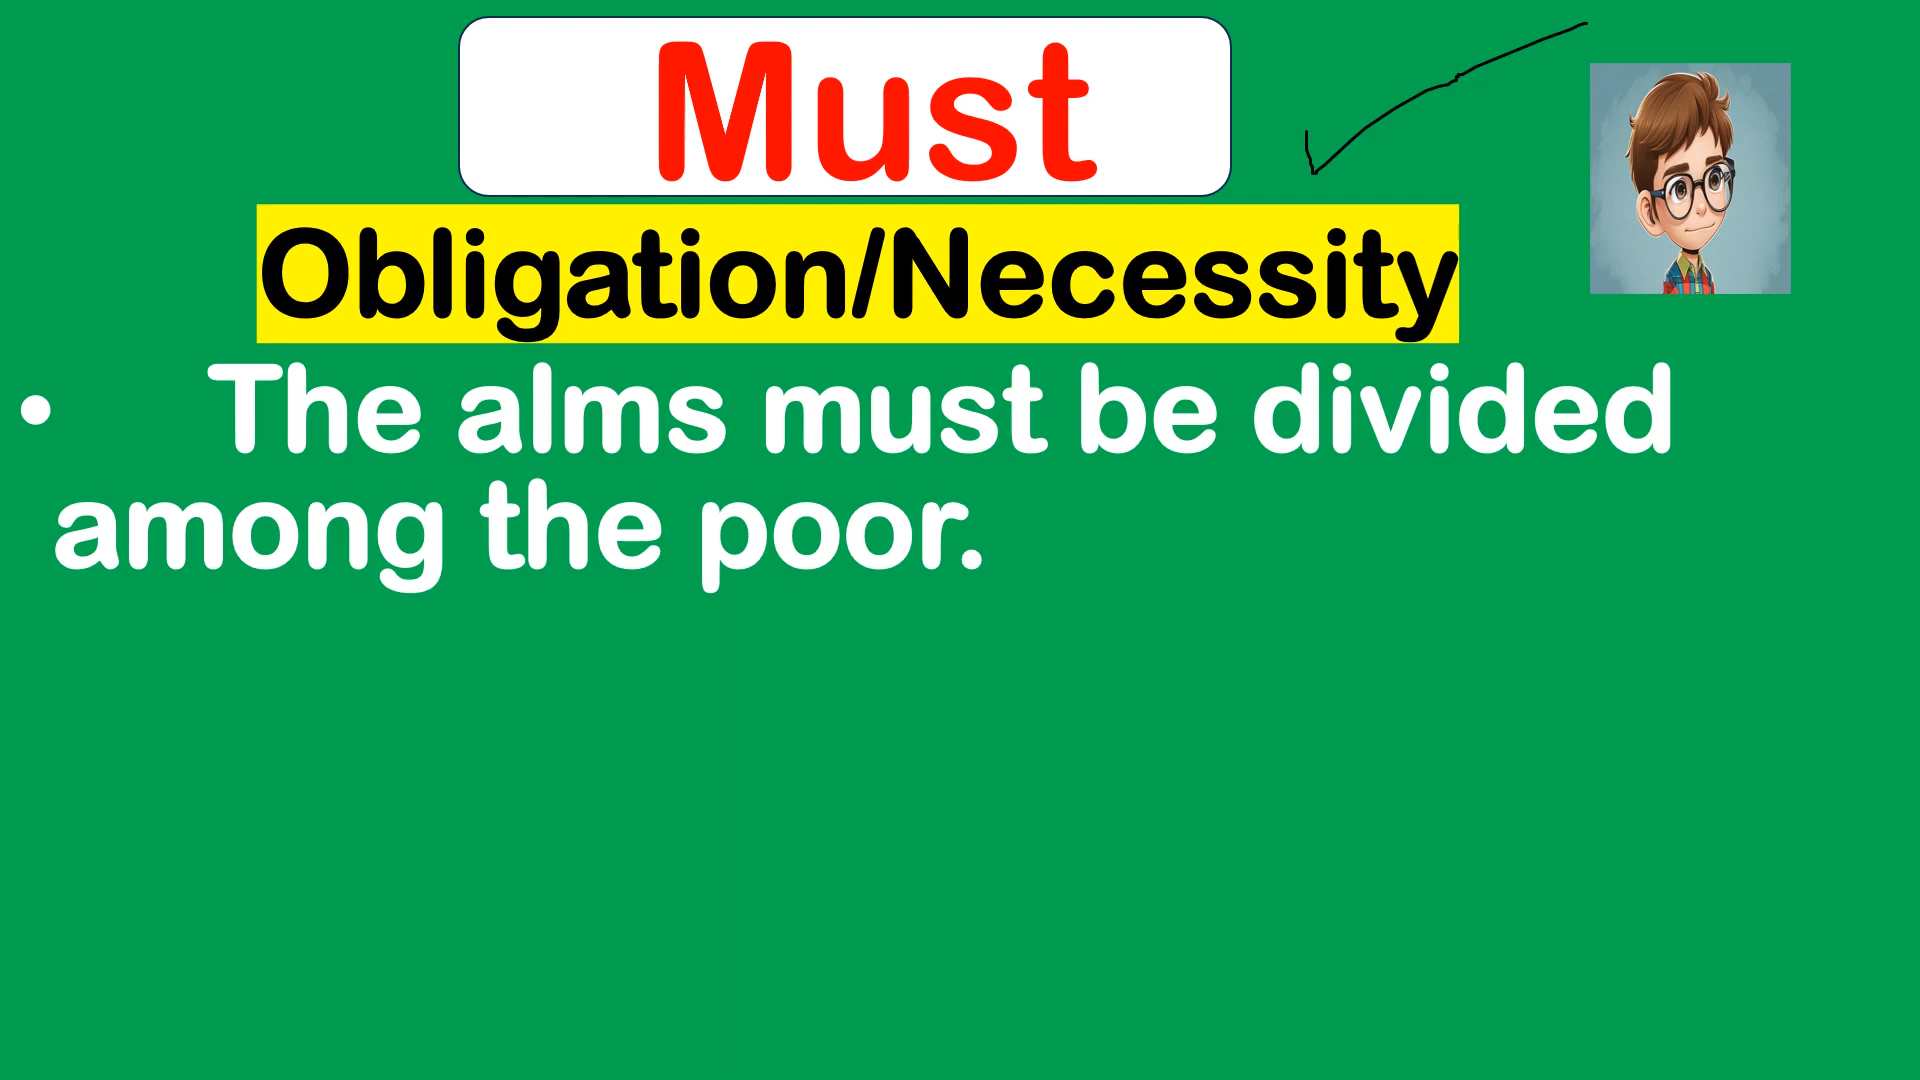 Must
Obligation/Necessity
• The alms must be divided
among the poor.